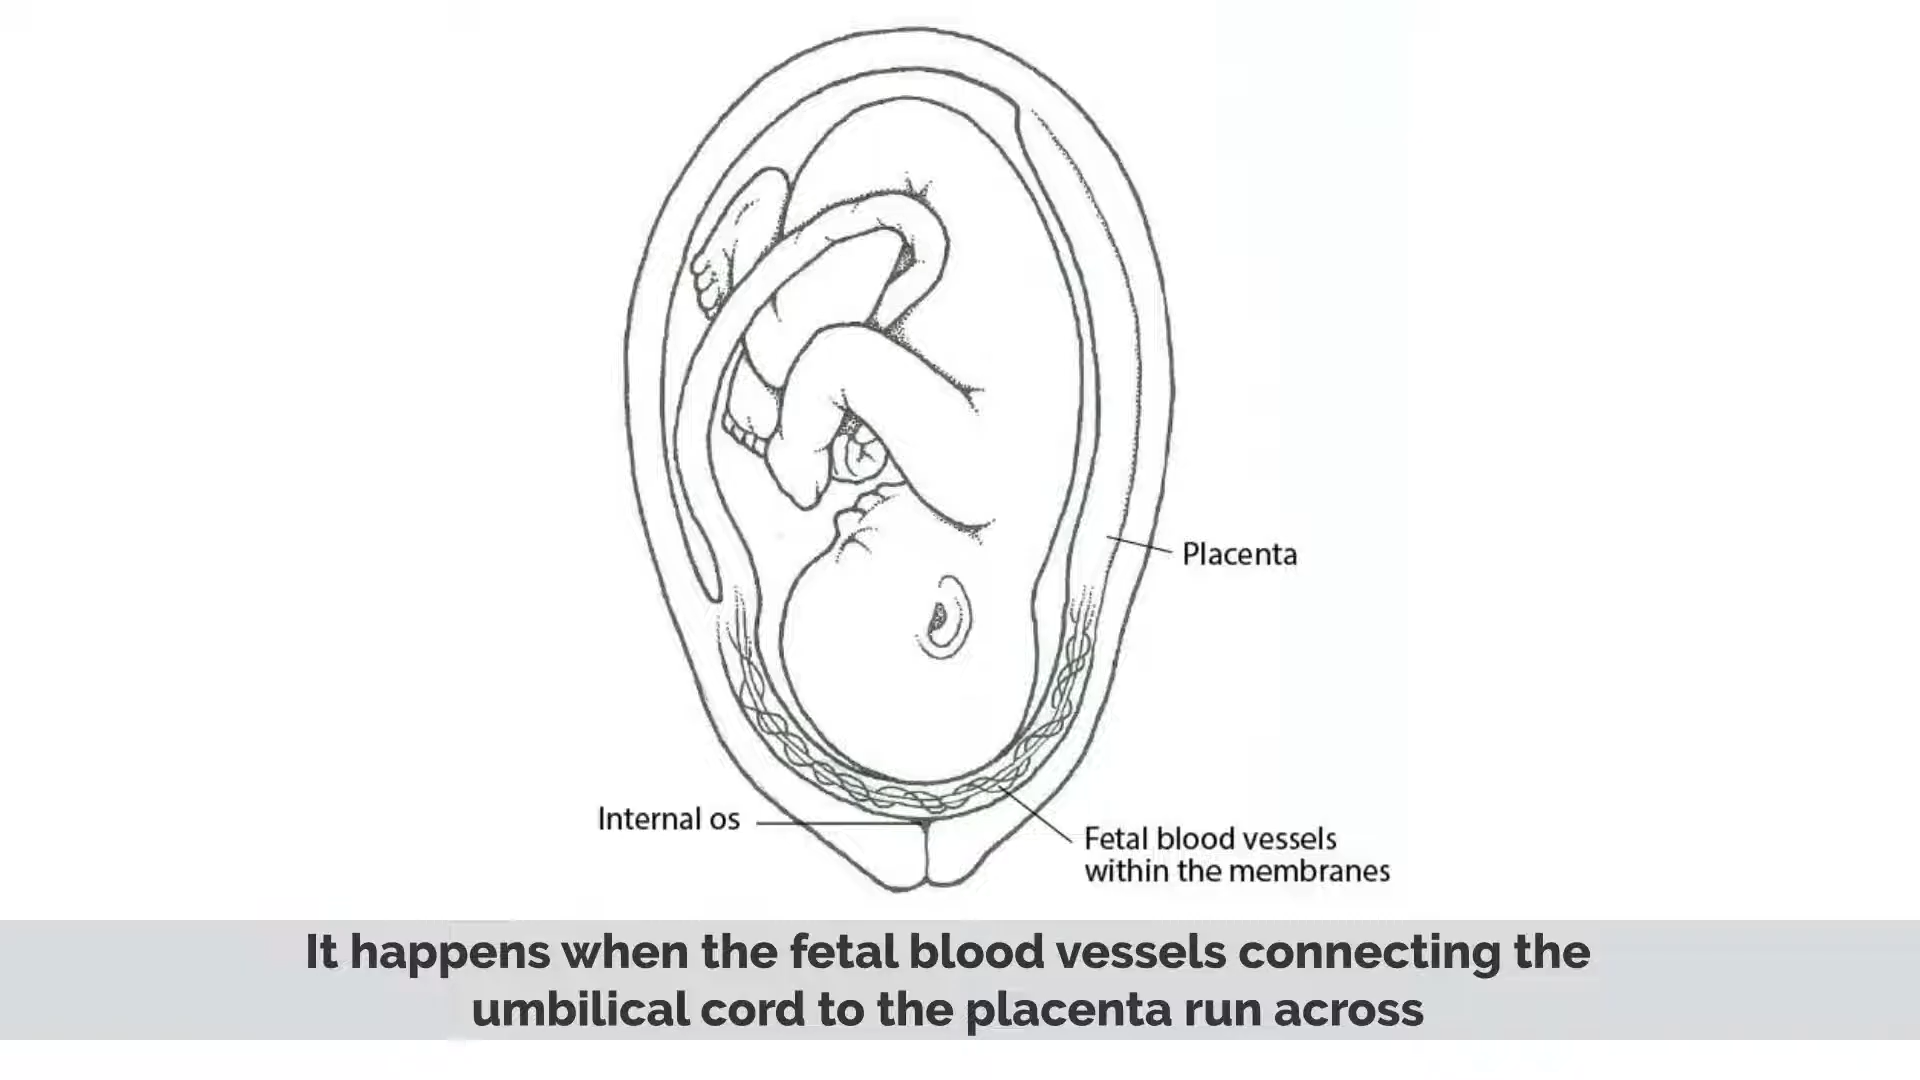 Placenta
Internal os
Fetal blood vessels
within the membranes
It happens when the fetal blood vessels connecting the
umbilical cord to the placenta run across